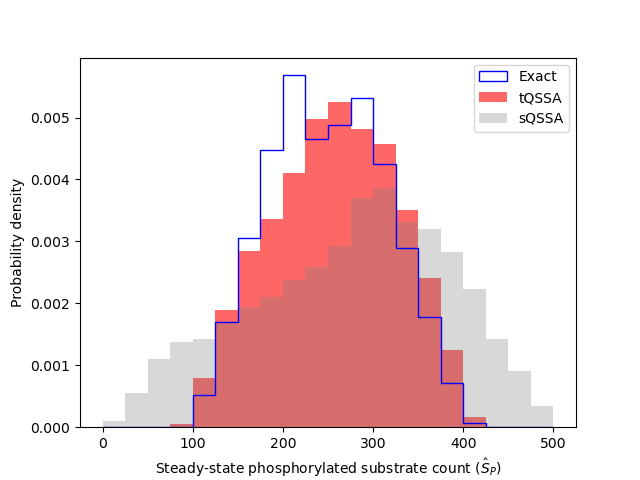 Exact
tQSSA
sQSSA
0.005
0.004
0.003
0.002
0.001
0.000
Probability density
0 100 200 300 400 500
Steady-state phosphorylated substrate count ($\hat{S}_P$)